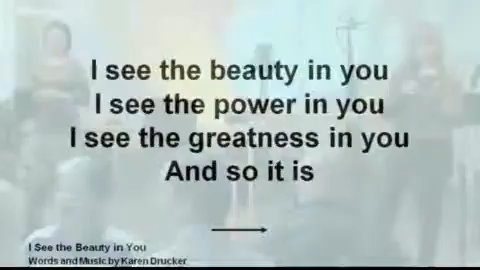 I see the beauty in you
I see the power in you
I see the greatness in you
And so it is
I See the Beauty in You
Words and Music by Karen Drucker